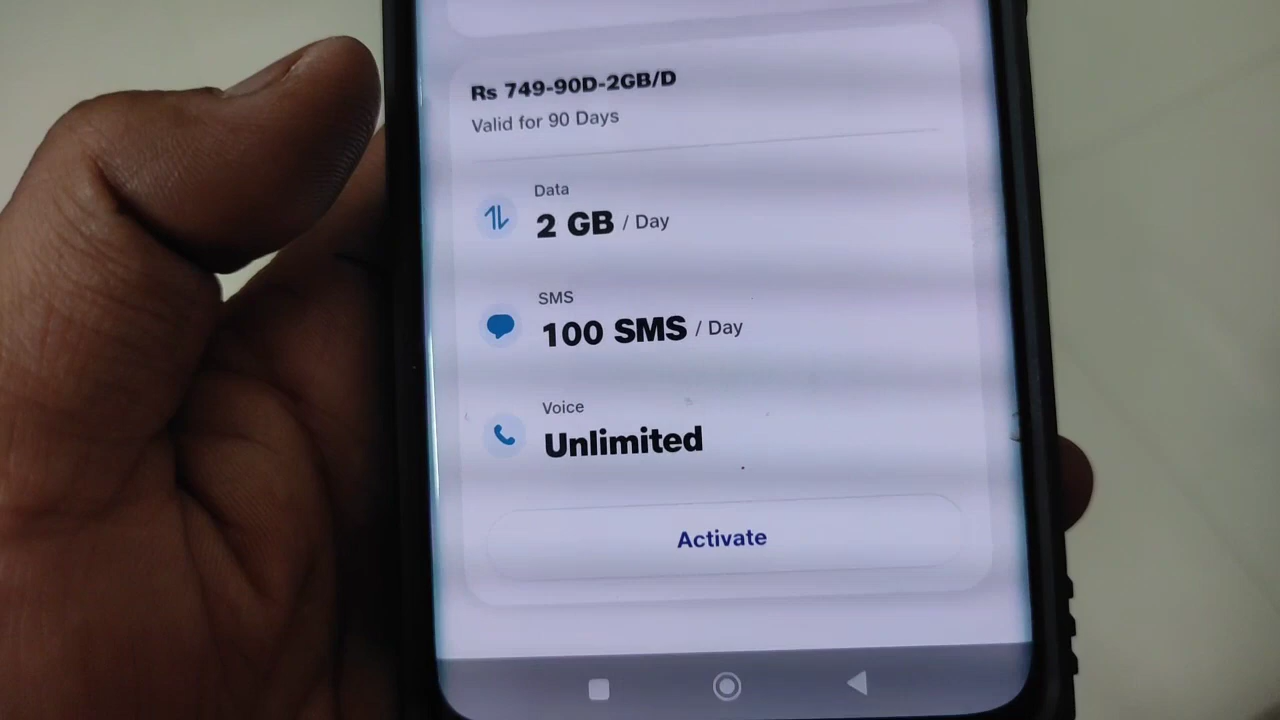 Rs 749-90D-2GB/D
Valid for 90 Days
Data
2 GB / Day
SMS
100 SMS / Day
Voice
Unlimited
Activate